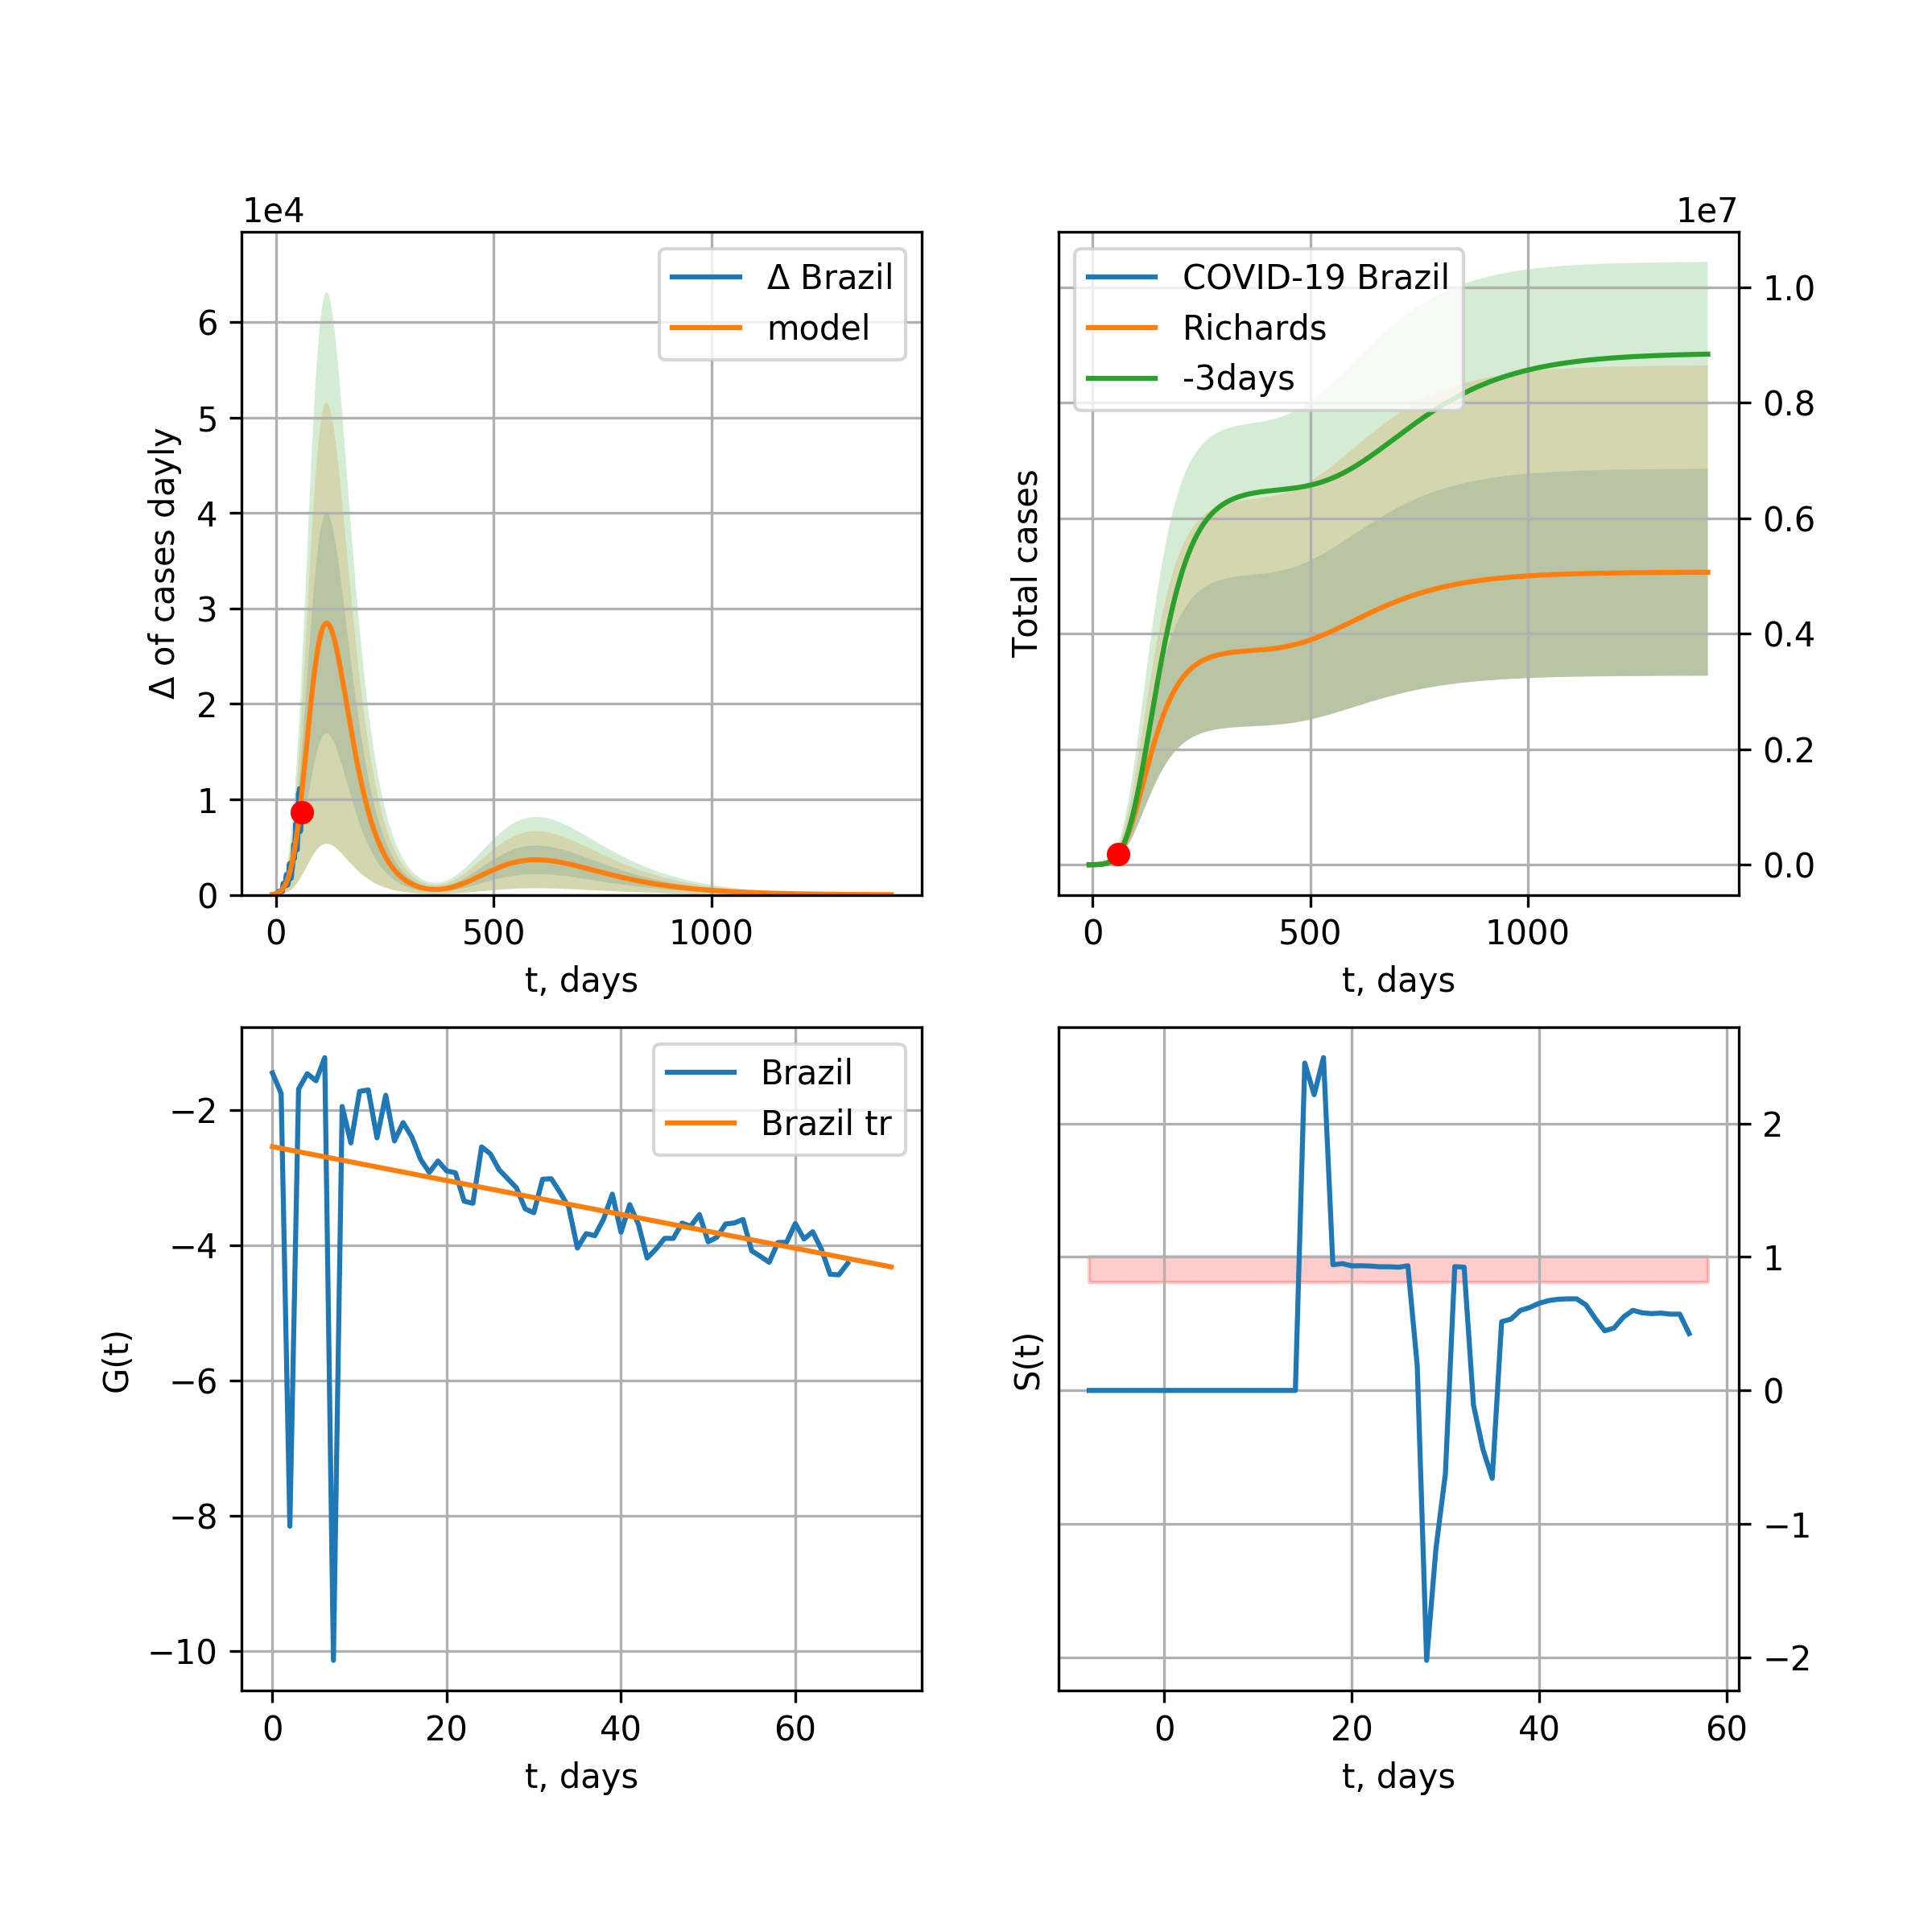 1e4
Δ of cases dayly
6
5
4
3
2
1
0
0 500 1000
t, days
Δ Brazil
model
1e7
Total cases
1.0
0.8
0.6
0.4
0.2
0.0
0 500 1000
t, days
COVID-19 Brazil
Richards
-3days
G(t)
−2
−4
−6
−8
−10
0 20 40 60
t, days
Brazil
Brazil tr
S(t)
2
1
0
−1
−2
0 20 40 60
t, days